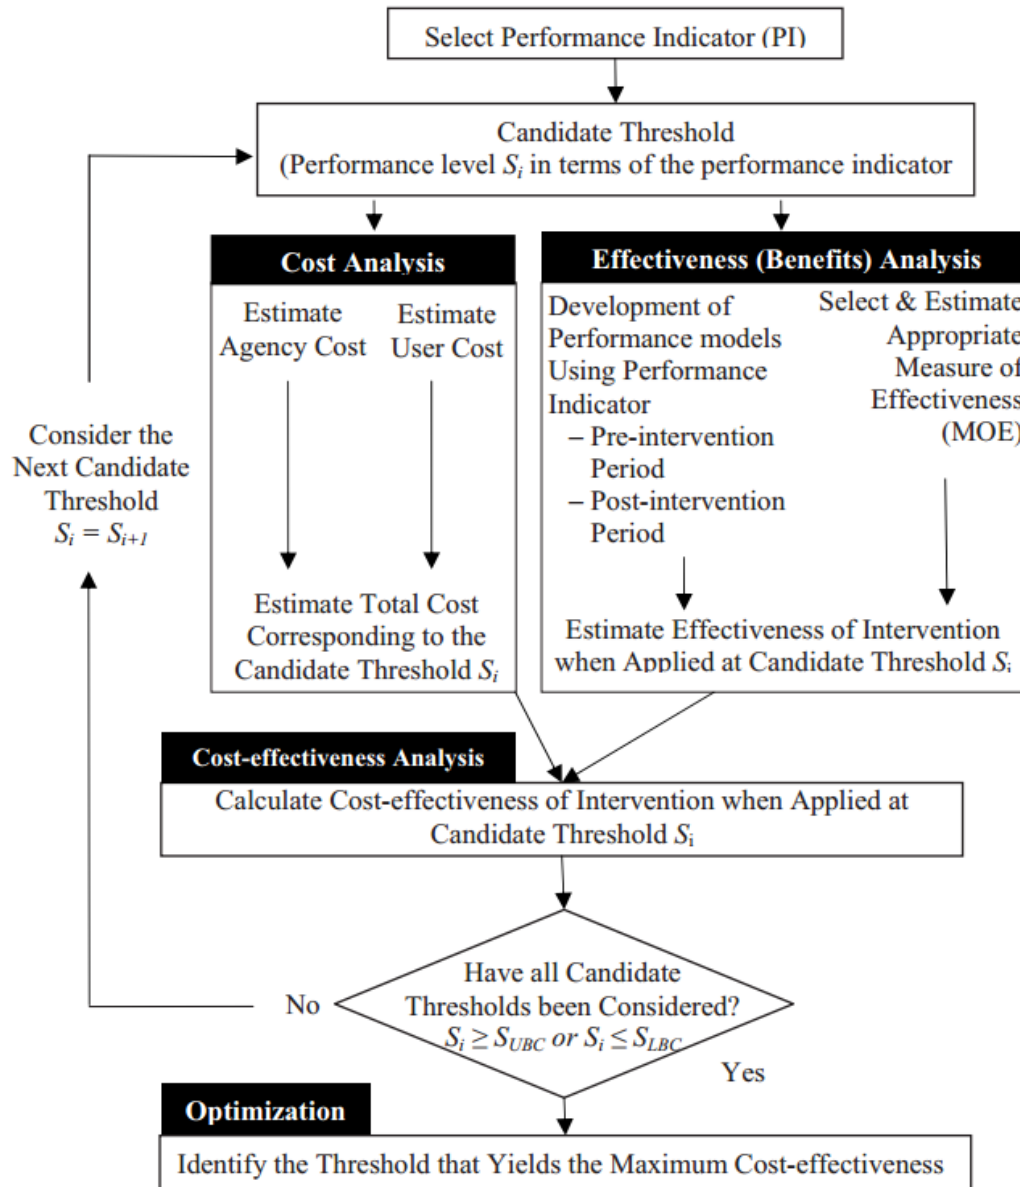 Select Performance Indicator (PI)
Candidate Threshold
(Performance level Si in terms of the performance indicator
Cost Analysis
Estimate
Agency Cost
Estimate
User Cost
Estimate Total Cost
Corresponding to the
Candidate Threshold Si
Effectiveness (Benefits) Analysis
Development of
Performance models
Using Performance
Indicator
– Pre-intervention
Period
– Post-intervention
Period
Select & Estimate
Appropriate
Measure of
Effectiveness
(MOE)
Estimate Effectiveness of Intervention
when Applied at Candidate Threshold Si
Consider the
Next Candidate
Threshold
Si = Si+1
Cost-effectiveness Analysis
Calculate Cost-effectiveness of Intervention when Applied at
Candidate Threshold Si
Have all Candidate
Thresholds been Considered?
Si ≥ SUBC or Si ≤ SLBC
No
Yes
Optimization
Identify the Threshold that Yields the Maximum Cost-effectiveness